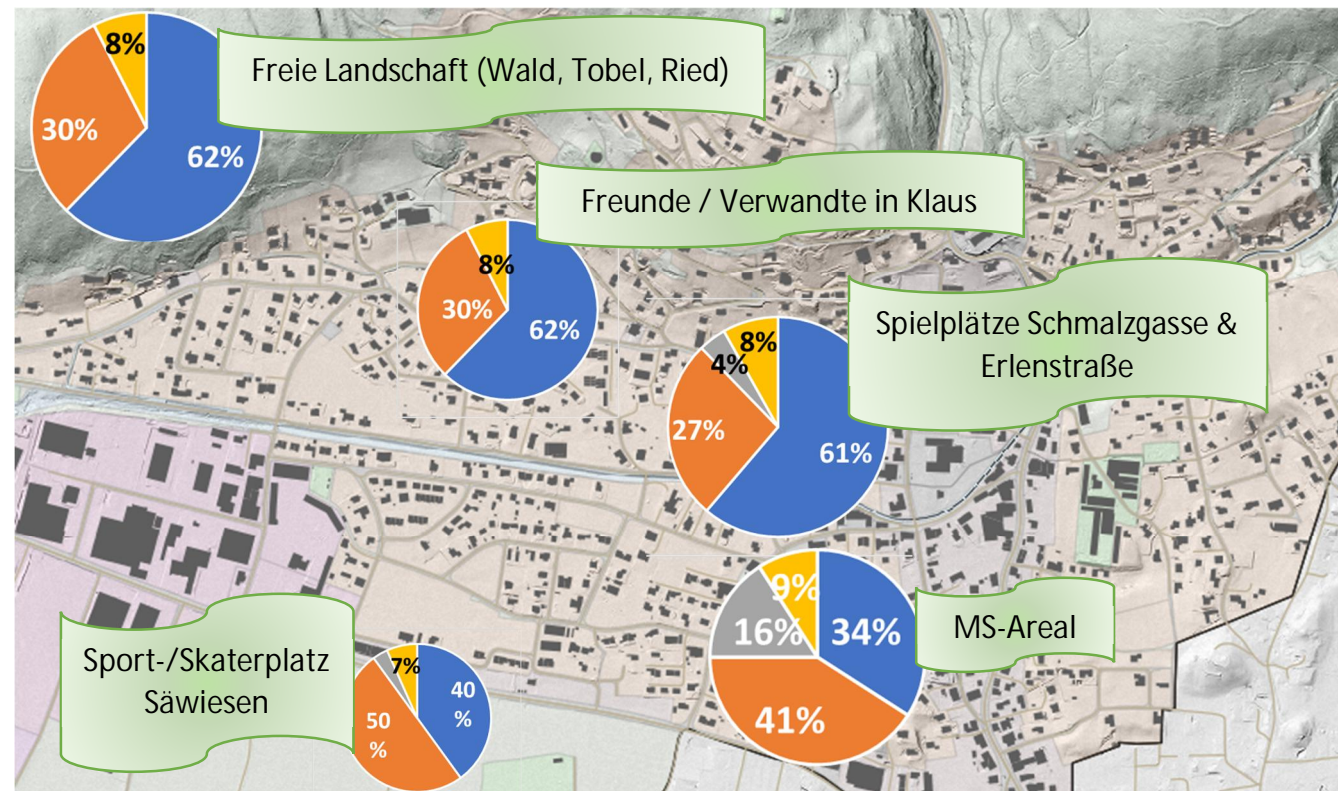 8%
30%
62%
Freie Landschaft (Wald, Tobel, Ried)
Freunde / Verwandte in Klaus
8%
30%
62%
Spielplätze Schmalzgasse &
Erlenstraße
8%
4%
27%
61%
MS-Areal
9%
16%
34%
41%
Sport-/Skaterplatz
Säwiesen
7%
40
%
50
%